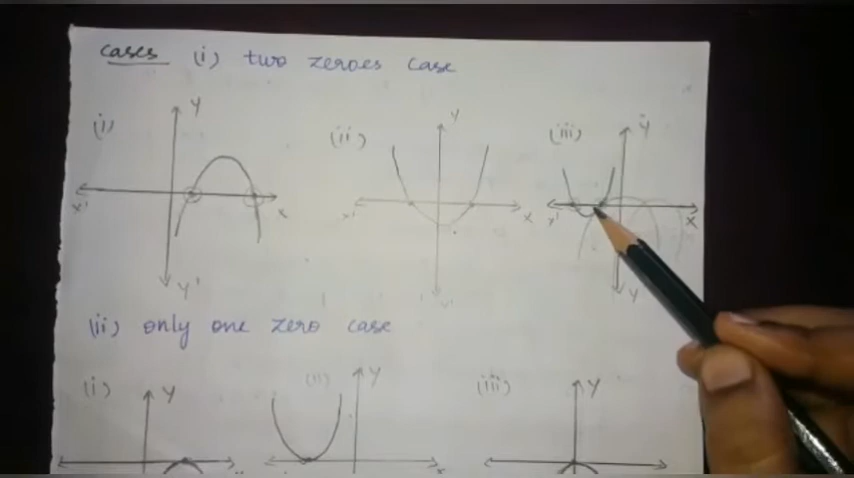 cases (i) two zeroes case
(i) Y (ii) Y (iii) Y
X' X X' X X' X
Y' Y' Y
(ii) only one zero case
(i) Y (ii) Y (iii) Y